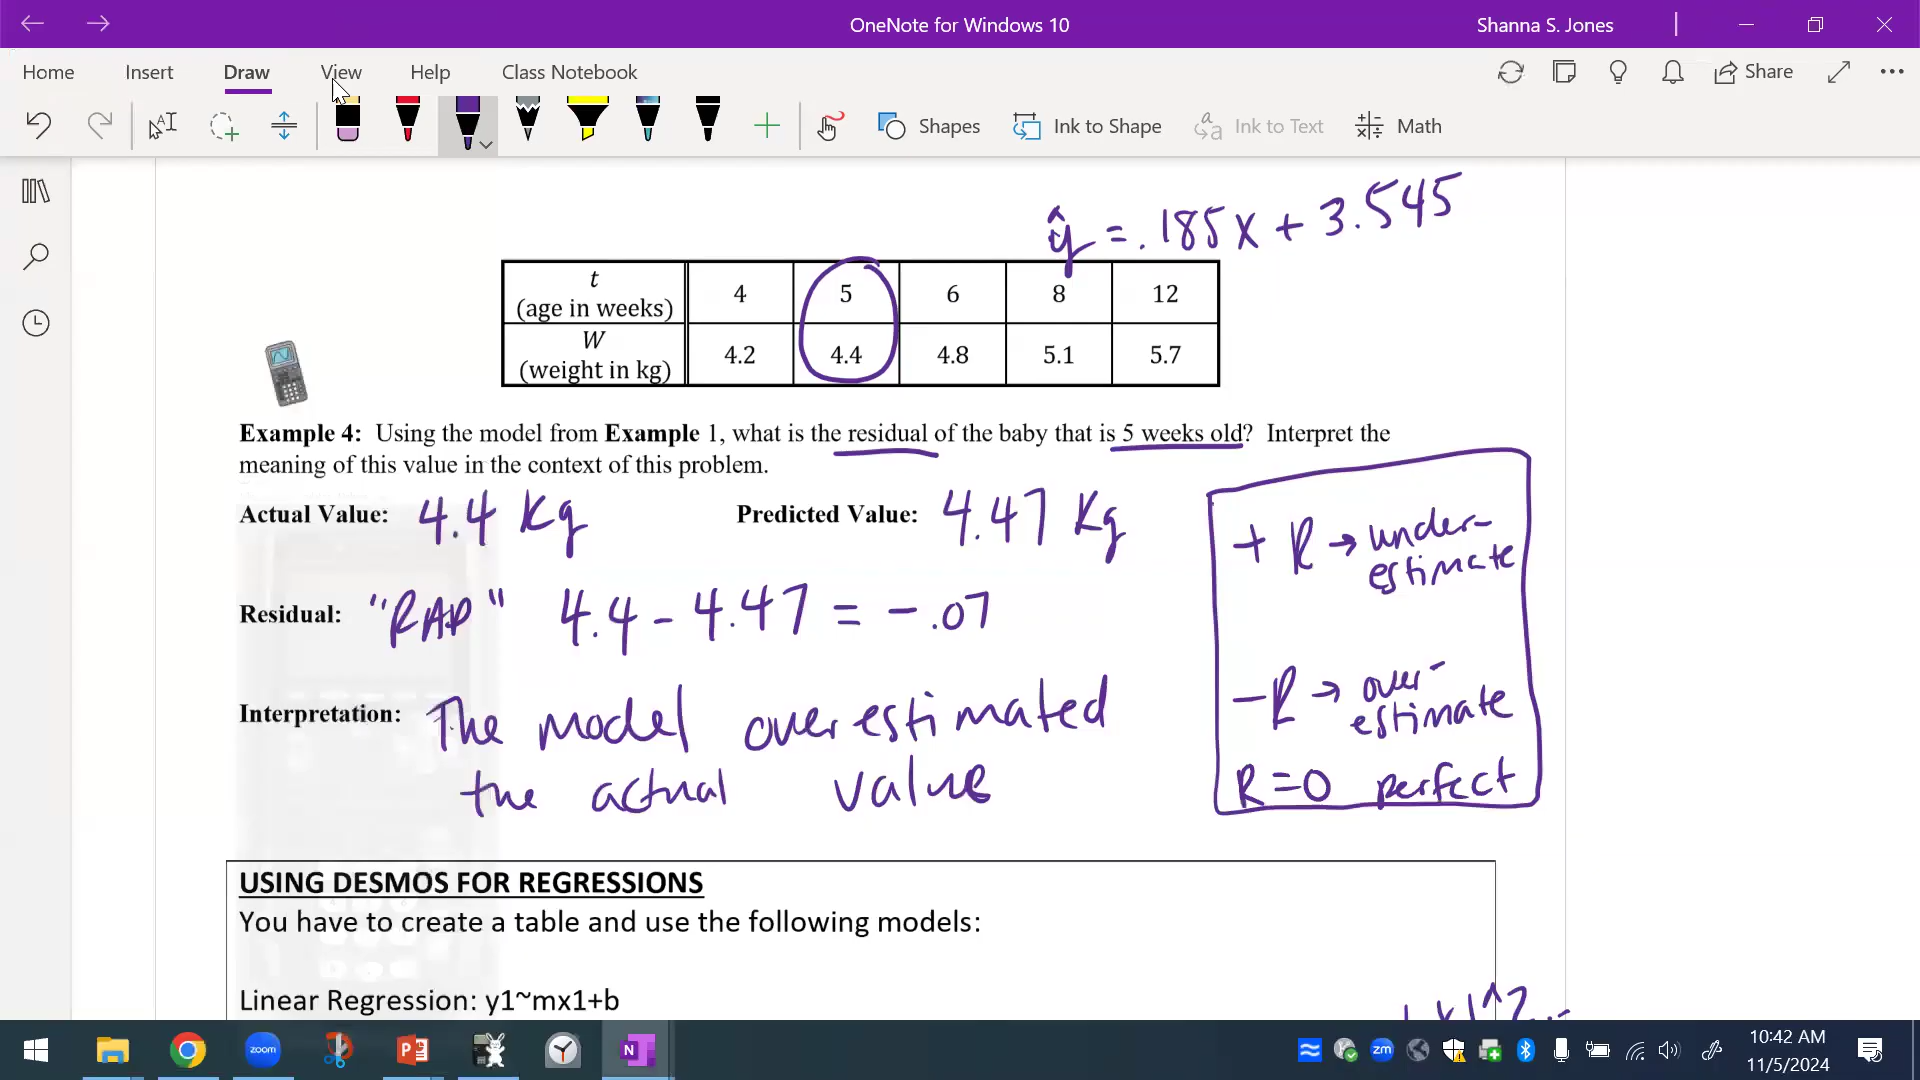 OneNote for Windows 10
Shanna S. Jones
Home Insert Draw View Help Class Notebook
Share
Shapes Ink to Shape Ink to Text Math
ŷ = .185x + 3.545
t (age in weeks) 4 5 6 8 12
W (weight in kg) 4.2 4.4 4.8 5.1 5.7
Example 4: Using the model from Example 1, what is the residual of the baby that is 5 weeks old? Interpret the
meaning of this value in the context of this problem.
Actual Value: 4.4 kg Predicted Value: 4.47 kg
Residual: "RAP" 4.4 - 4.47 = -.07
Interpretation: The model overestimated
the actual value
+ R → under-
estimate
- R → over-
estimate
R = 0 perfect
USING DESMOS FOR REGRESSIONS
You have to create a table and use the following models:
Linear Regression: y1~mx1+b
zoom
zm
10:42 AM
11/5/2024